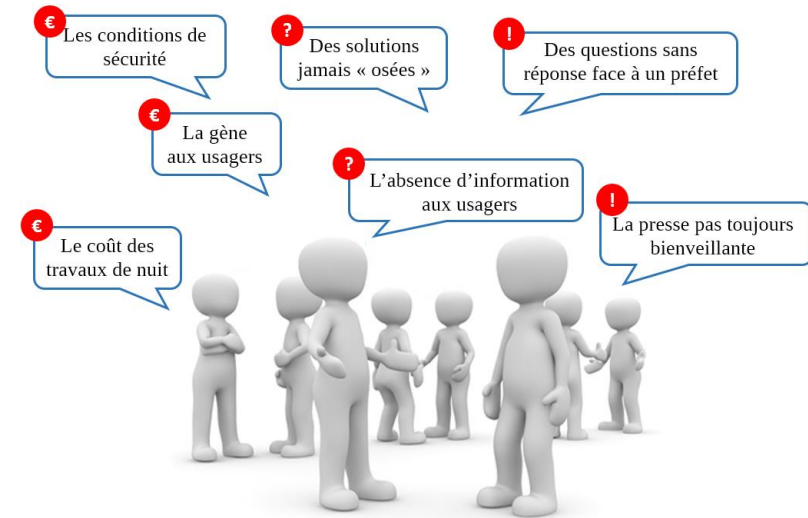 €
Les conditions de
sécurité
?
Des solutions
jamais « osées »
!
Des questions sans
réponse face à un préfet
€
La gène
aux usagers
?
L’absence d’information
aux usagers
!
La presse pas toujours
bienveillante
€
Le coût des
travaux de nuit